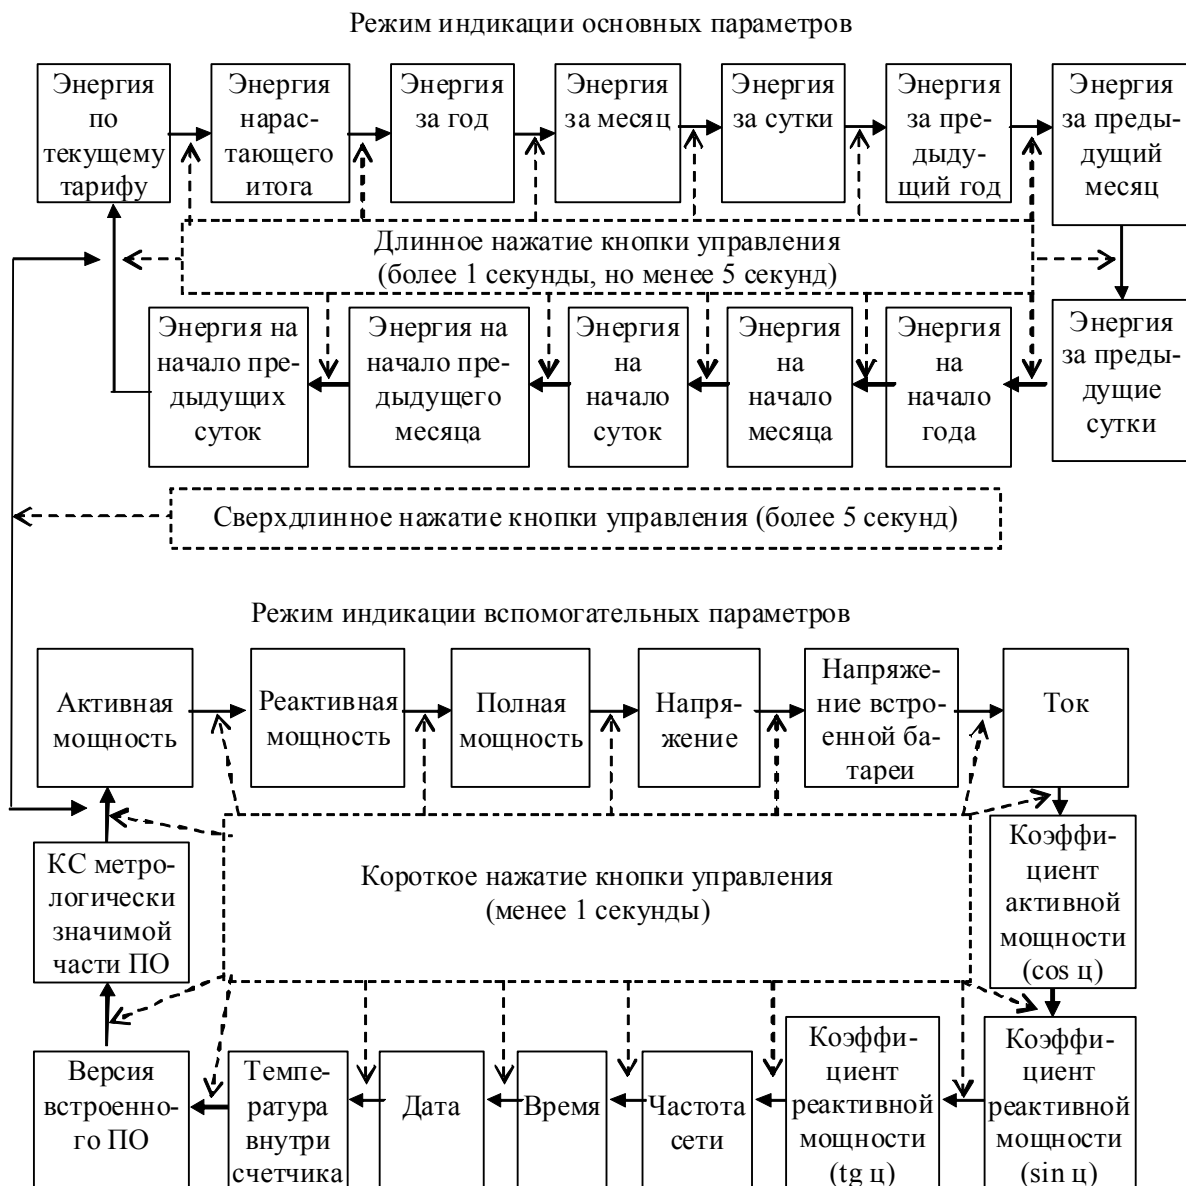 Режим индикации основных параметров
Энергия
по
текущему
тарифу
Энергия
нарас-
тающего
итога
Энергия
за год
Энергия
за месяц
Энергия
за сутки
Энергия
за пре-
дыду-
щий год
Энергия
за преды-
дущий
месяц
Длинное нажатие кнопки управления
(более 1 секунды, но менее 5 секунд)
Энергия на
начало пре-
дыдущих
суток
Энергия на
начало пре-
дыдущего
месяца
Энергия
на
начало
суток
Энергия
на
начало
месяца
Энергия
на
начало
года
Энергия
за преды-
дущие
сутки
Сверхдлинное нажатие кнопки управления (более 5 секунд)
Режим индикации вспомогательных параметров
Активная
мощность
Реактивная
мощность
Полная
мощность
Напря-
жение
Напряже-
ние встро-
енной ба-
тареи
Ток
КС метро-
логически
значимой
части ПО
Короткое нажатие кнопки управления
(менее 1 секунды)
Коэффи-
циент
активной
мощности
(cos ц)
Версия
встроенно-
го ПО
Темпе-
ратура
внутри
счетчика
Дата
Время
Частота
сети
Коэффи-
циент
реактивной
мощности
(tg ц)
Коэффи-
циент
реактивной
мощности
(sin ц)